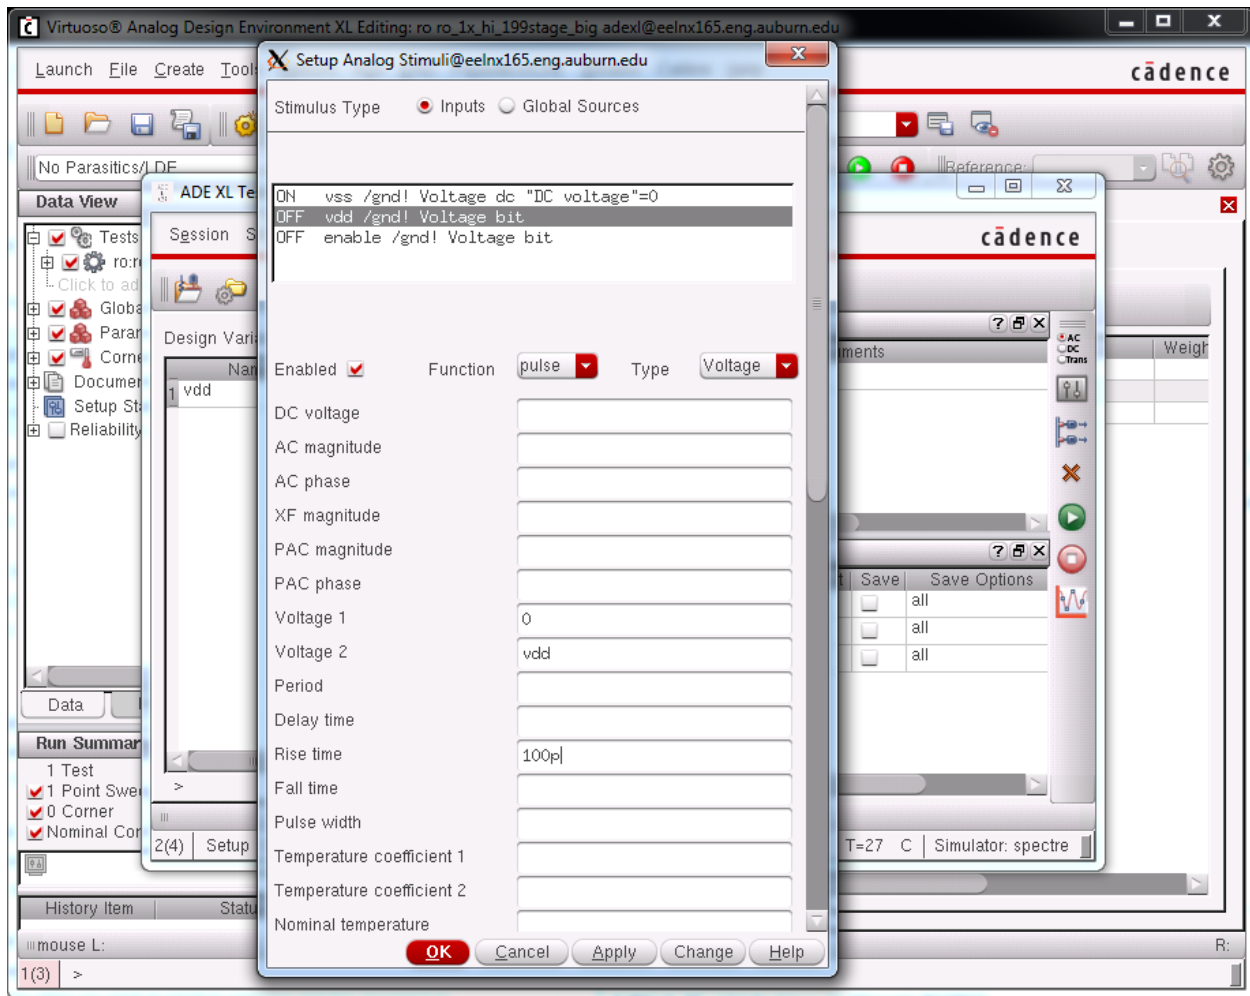 Virtuoso® Analog Design Environment XL Editing: ro ro_1x_hi_199stage_big adexl@eelnx165.eng.auburn.edu
Launch File Create Tool
cādence
No Parasitics/LDE
Reference:
Data View
Tests
ro:r
Click to ad
Globa
Parar
Corne
Documer
Setup Sta
Reliability
Data
Run Summar
1 Test
1 Point Swe
0 Corner
Nominal Cor
History Item
Statu
mouse L:
R:
1(3) >
ADE XL Te
Session S
cādence
Design Vari
Nam
1 vdd
>
2(4) Setup
ments
AC
DC
Trans
Weigh
t Save Save Options
all
all
all
T=27 C Simulator: spectre
Setup Analog Stimuli@eelnx165.eng.auburn.edu
Stimulus Type Inputs Global Sources
ON vss /gnd! Voltage dc "DC voltage"=0
OFF vdd /gnd! Voltage bit
OFF enable /gnd! Voltage bit
Enabled Function pulse Type Voltage
DC voltage
AC magnitude
AC phase
XF magnitude
PAC magnitude
PAC phase
Voltage 1 0
Voltage 2 vdd
Period
Delay time
Rise time 100p
Fall time
Pulse width
Temperature coefficient 1
Temperature coefficient 2
Nominal temperature
OK Cancel Apply Change Help